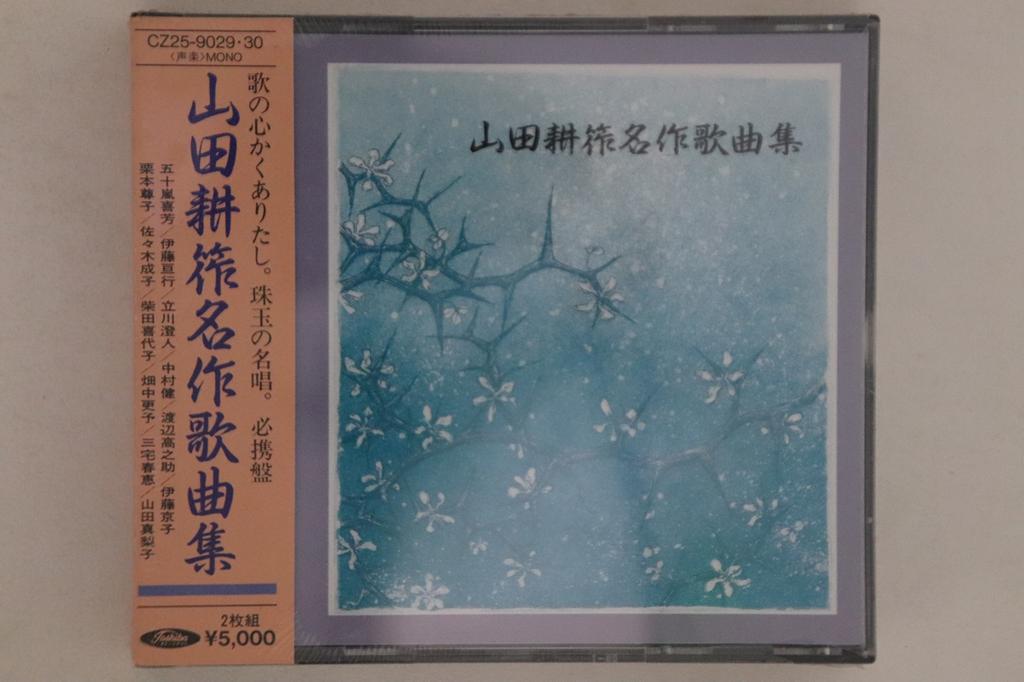 CZ25-9029・30
〈声楽〉MONO
歌の心かくありたし。珠玉の名唱。必携盤
山田耕筰名作歌曲集
五十嵐喜芳／伊藤亘行／立川澄人／中村健／渡辺高之助／伊藤京子
栗本尊子／佐々木成子／柴田喜代子／畑中更予／三宅春恵／山田真梨子
2枚組
¥5,000
Toshiba
山田耕筰名作歌曲集